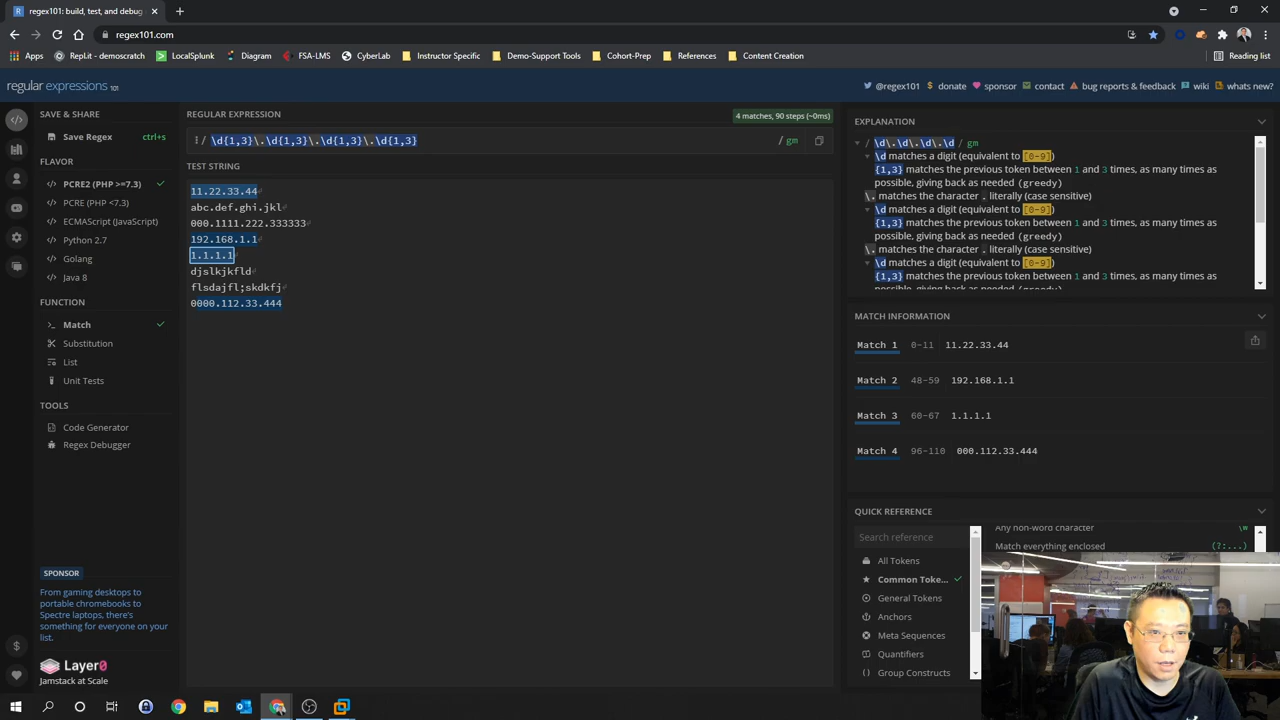 regex101: build, test, and debug
regex101.com
Apps
RepLit - demoscratch
LocalSplunk
Diagram
FSA-LMS
CyberLab
Instructor Specific
Demo-Support Tools
Cohort-Prep
References
Content Creation
Reading list
regular expressions 101
@regex101
$ donate
sponsor
contact
bug reports & feedback
wiki
whats new?
SAVE & SHARE
Save Regex ctrl+s
FLAVOR
</> PCRE2 (PHP >=7.3)
</> PCRE (PHP <7.3)
</> ECMAScript (JavaScript)
</> Python 2.7
</> Golang
</> Java 8
FUNCTION
Match
Substitution
List
Unit Tests
TOOLS
Code Generator
Regex Debugger
SPONSOR
From gaming desktops to
portable chromebooks to
Spectre laptops, there's
something for everyone on your
list.
Layer0
Jamstack at Scale
REGULAR EXPRESSION
4 matches, 90 steps (~0ms)
/ \d{1,3}\.\d{1,3}\.\d{1,3}\.\d{1,3} / gm
TEST STRING
11.22.33.44
abc.def.ghi.jkl
000.1111.222.333333
192.168.1.1
1.1.1.1
djslkjkfld
flsdajfl;skdkfj
0000.112.33.444
EXPLANATION
/ \d\.\d\.\d\.\d / gm
\d matches a digit (equivalent to [0-9])
{1,3} matches the previous token between 1 and 3 times, as many times as
possible, giving back as needed (greedy)
\. matches the character . literally (case sensitive)
\d matches a digit (equivalent to [0-9])
{1,3} matches the previous token between 1 and 3 times, as many times as
possible, giving back as needed (greedy)
\. matches the character . literally (case sensitive)
\d matches a digit (equivalent to [0-9])
{1,3} matches the previous token between 1 and 3 times, as many times as
possible, giving back as needed (greedy)
MATCH INFORMATION
Match 1 0-11 11.22.33.44
Match 2 48-59 192.168.1.1
Match 3 60-67 1.1.1.1
Match 4 96-110 000.112.33.444
QUICK REFERENCE
Search reference
All Tokens
Common Toke...
General Tokens
Anchors
Meta Sequences
Quantifiers
Group Constructs
Any non-word character \W
Match everything enclosed (?:...)